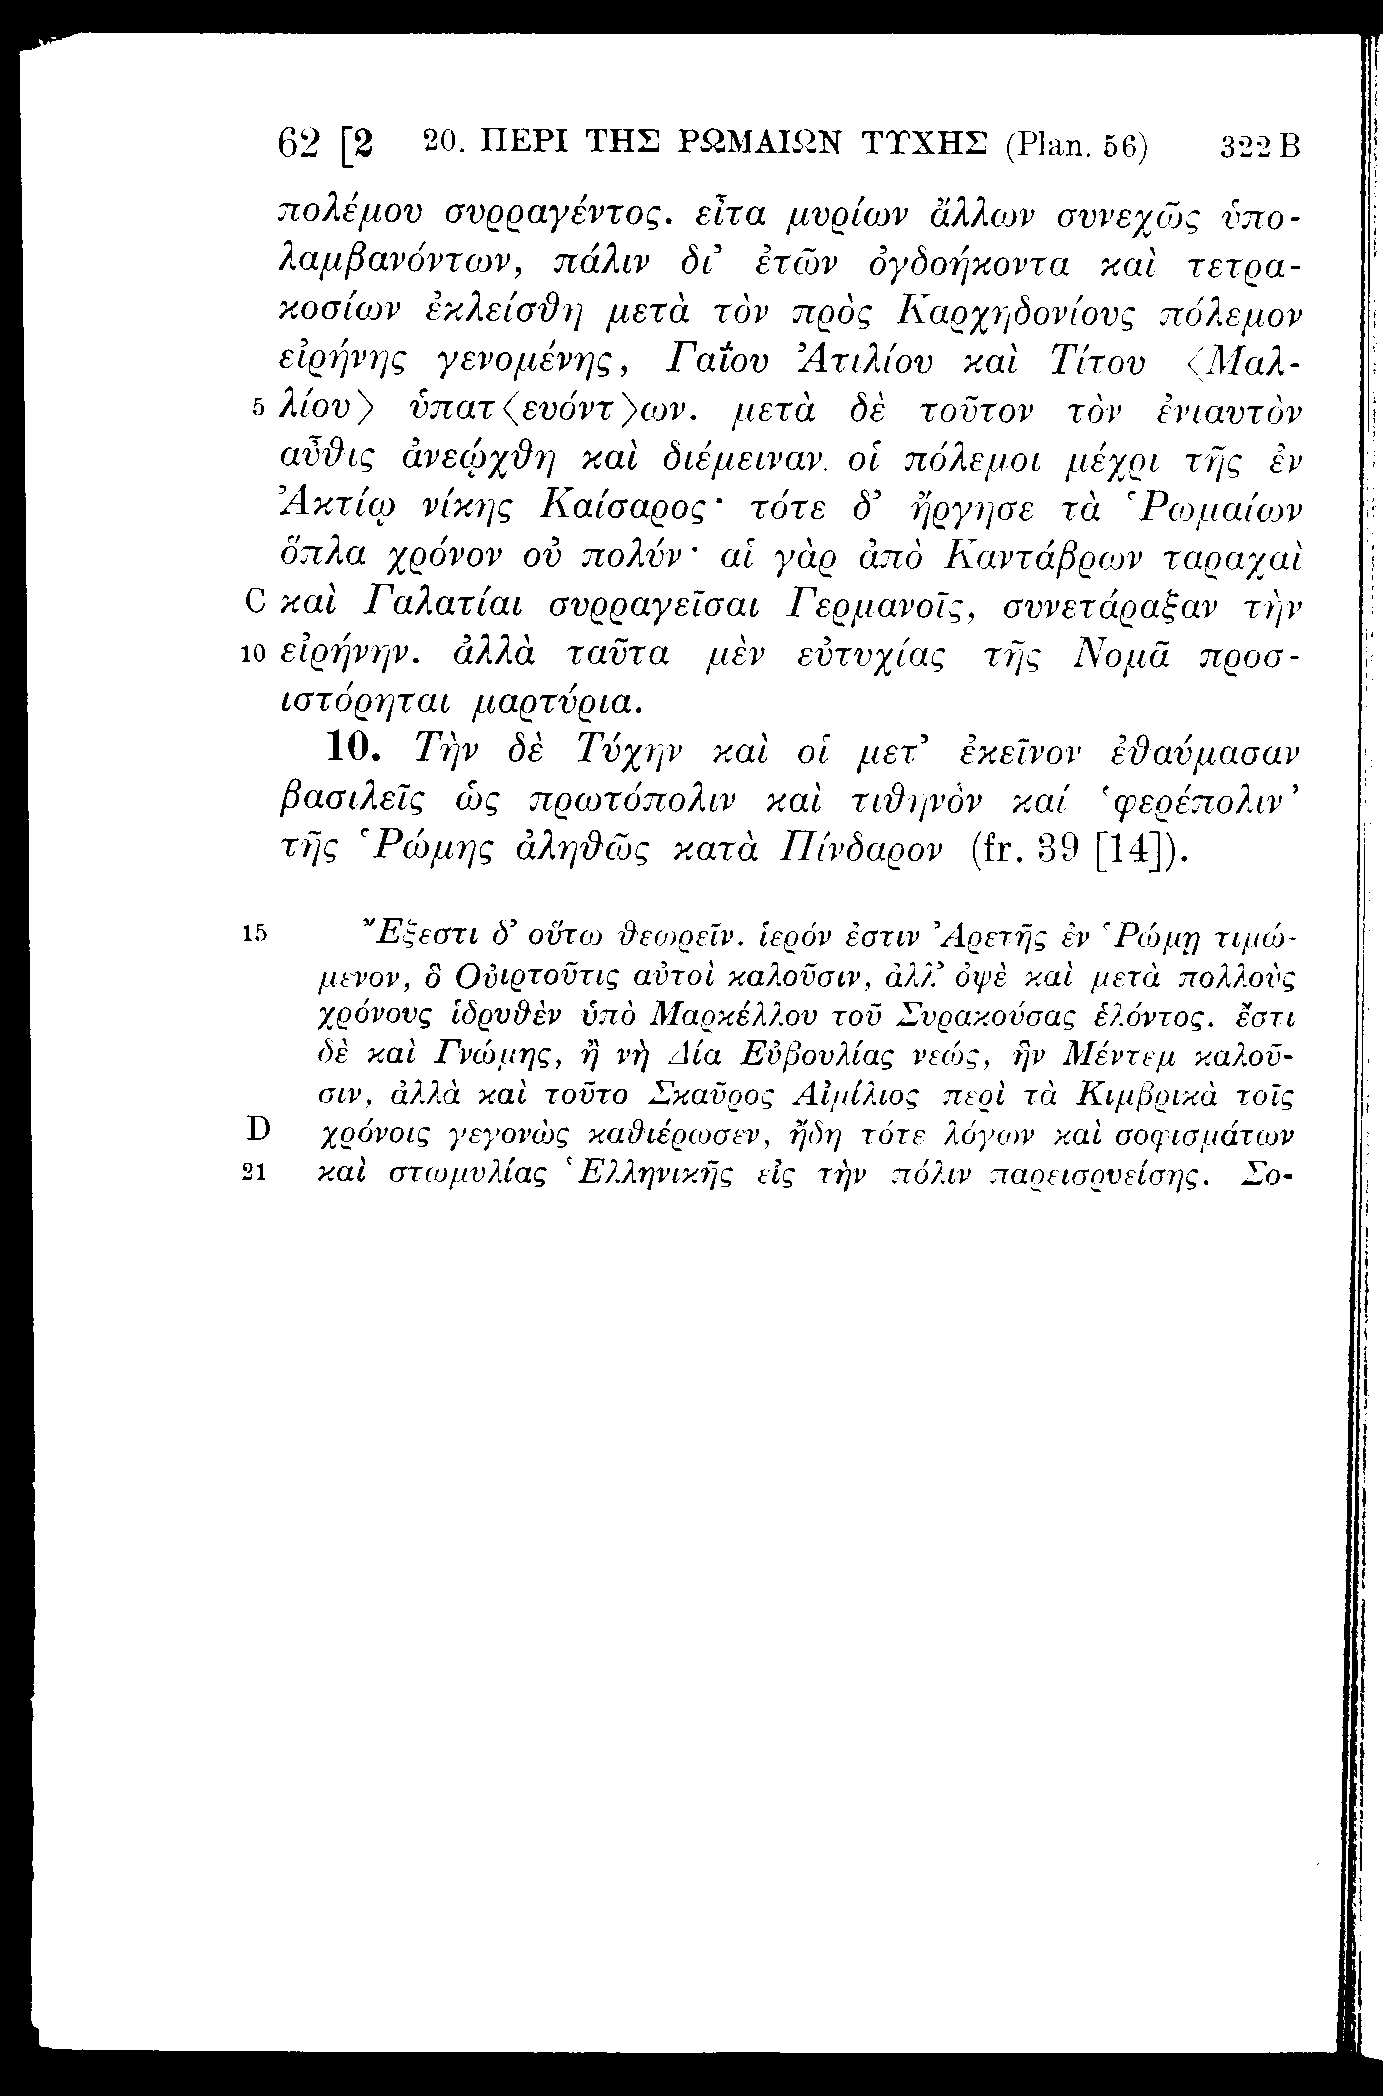 62 [2 20. ΠΕΡΙ ΤΗΣ ΡΩΜΑΙΩΝ ΤΥΧΗΣ (Plan. 56) 322 B
πολέμου συρραγέντος. εἶτα μυρίων ἄλλων συνεχῶς ὑπο-
λαμβανόντων, πάλιν δι’ ἐτῶν ὀγδοήκοντα καὶ τετρα-
κοσίων ἐκλείσθη μετὰ τὸν πρὸς Καρχηδονίους πόλεμον
εἰρήνης γενομένης, Γαΐου Ἀτιλίου καὶ Τίτου 〈Μαλ-
5 λίου〉 ὑπατ〈ευόντ〉ων. μετὰ δὲ τοῦτον τὸν ἐνιαυτὸν
αὖθις ἀνεῴχθη καὶ διέμειναν οἱ πόλεμοι μέχρι τῆς ἐν
Ἀκτίῳ νίκης Καίσαρος· τότε δ’ ἤργησε τὰ Ῥωμαίων
ὅπλα χρόνον οὐ πολύν· αἱ γὰρ ἀπὸ Καντάβρων ταραχαὶ
C καὶ Γαλατίαι συρραγεῖσαι Γερμανοῖς, συνετάραξαν τὴν
10 εἰρήνην. ἀλλὰ ταῦτα μὲν εὐτυχίας τῆς Νομᾶ προσ-
ιστόρηται μαρτύρια.
10. Τὴν δὲ Τύχην καὶ οἱ μετ’ ἐκεῖνον ἐθαύμασαν
βασιλεῖς ὡς πρωτόπολιν καὶ τιθηνὸν καί ‘φερέπολιν’
τῆς Ῥώμης ἀληθῶς κατὰ Πίνδαρον (fr. 39 [14]).
15 Ἔξεστι δ’ οὕτω θεωρεῖν. ἱερόν ἐστιν Ἀρετῆς ἐν Ῥώμῃ τιμώ-
μενον, ὃ Οὐιρτοῦτις αὐτοὶ καλοῦσιν, ἀλλ’ ὀψὲ καὶ μετὰ πολλοὺς
χρόνους ἱδρυθὲν ὑπὸ Μαρκέλλου τοῦ Συρακούσας ἑλόντος. ἔστι
δὲ καὶ Γνώμης, ἢ νὴ Δία Εὐβουλίας νεώς, ἣν Μέντεμ καλοῦ-
σιν, ἀλλὰ καὶ τοῦτο Σκαῦρος Αἰμίλιος περὶ τὰ Κιμβρικὰ τοῖς
D χρόνοις γεγονὼς καθιέρωσεν, ἤδη τότε λόγων καὶ σοφισμάτων
21 καὶ στωμυλίας Ἑλληνικῆς εἰς τὴν πόλιν παρεισρυείσης. Σο-